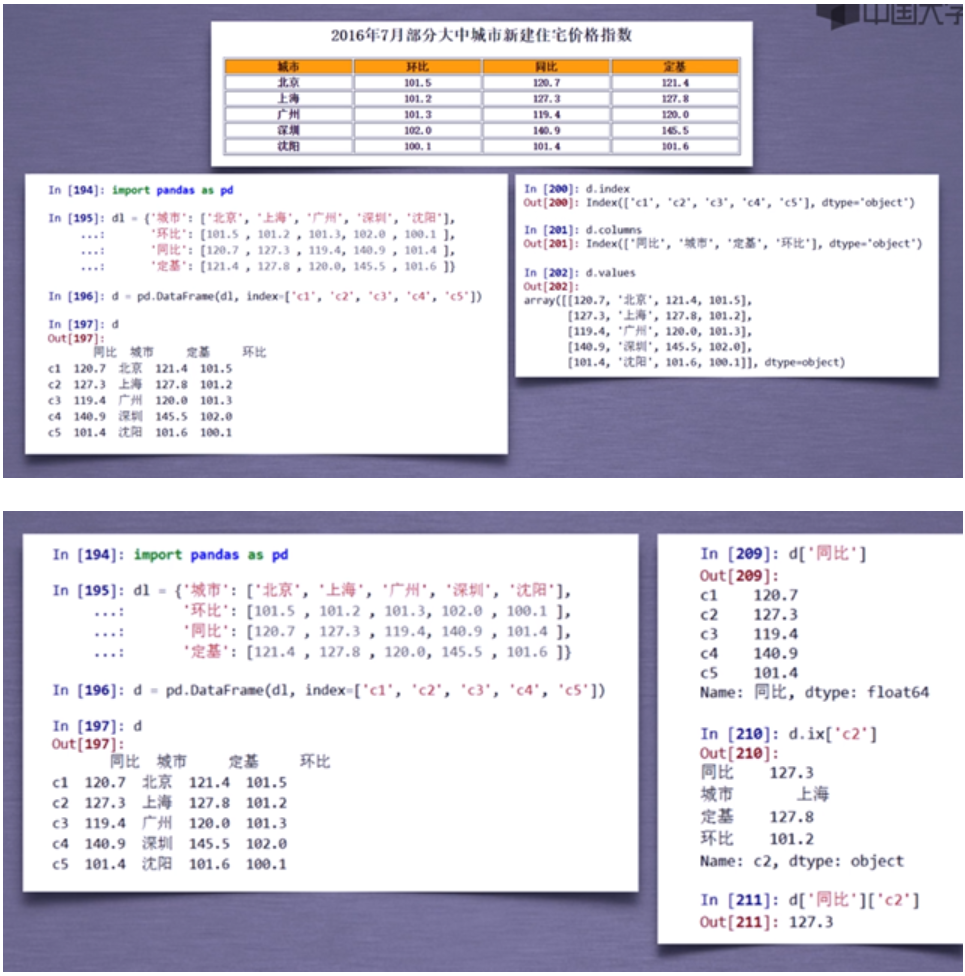 中国大学
2016年7月部分大中城市新建住宅价格指数
城市 环比 同比 定基
北京 101.5 120.7 121.4
上海 101.2 127.3 127.8
广州 101.3 119.4 120.0
深圳 102.0 140.9 145.5
沈阳 100.1 101.4 101.6
In [194]: import pandas as pd
In [195]: dl = {'城市': ['北京', '上海', '广州', '深圳', '沈阳'],
...: '环比': [101.5 , 101.2 , 101.3, 102.0 , 100.1 ],
...: '同比': [120.7 , 127.3 , 119.4, 140.9 , 101.4 ],
...: '定基': [121.4 , 127.8 , 120.0, 145.5 , 101.6 ]}
In [196]: d = pd.DataFrame(dl, index=['c1', 'c2', 'c3', 'c4', 'c5'])
In [197]: d
Out[197]:
同比 城市 定基 环比
c1 120.7 北京 121.4 101.5
c2 127.3 上海 127.8 101.2
c3 119.4 广州 120.0 101.3
c4 140.9 深圳 145.5 102.0
c5 101.4 沈阳 101.6 100.1
In [200]: d.index
Out[200]: Index(['c1', 'c2', 'c3', 'c4', 'c5'], dtype='object')
In [201]: d.columns
Out[201]: Index(['同比', '城市', '定基', '环比'], dtype='object')
In [202]: d.values
Out[202]:
array([[120.7, '北京', 121.4, 101.5],
[127.3, '上海', 127.8, 101.2],
[119.4, '广州', 120.0, 101.3],
[140.9, '深圳', 145.5, 102.0],
[101.4, '沈阳', 101.6, 100.1]], dtype=object)
In [194]: import pandas as pd
In [195]: dl = {'城市': ['北京', '上海', '广州', '深圳', '沈阳'],
...: '环比': [101.5 , 101.2 , 101.3, 102.0 , 100.1 ],
...: '同比': [120.7 , 127.3 , 119.4, 140.9 , 101.4 ],
...: '定基': [121.4 , 127.8 , 120.0, 145.5 , 101.6 ]}
In [196]: d = pd.DataFrame(dl, index=['c1', 'c2', 'c3', 'c4', 'c5'])
In [197]: d
Out[197]:
同比 城市 定基 环比
c1 120.7 北京 121.4 101.5
c2 127.3 上海 127.8 101.2
c3 119.4 广州 120.0 101.3
c4 140.9 深圳 145.5 102.0
c5 101.4 沈阳 101.6 100.1
In [209]: d['同比']
Out[209]:
c1 120.7
c2 127.3
c3 119.4
c4 140.9
c5 101.4
Name: 同比, dtype: float64
In [210]: d.ix['c2']
Out[210]:
同比 127.3
城市 上海
定基 127.8
环比 101.2
Name: c2, dtype: object
In [211]: d['同比']['c2']
Out[211]: 127.3